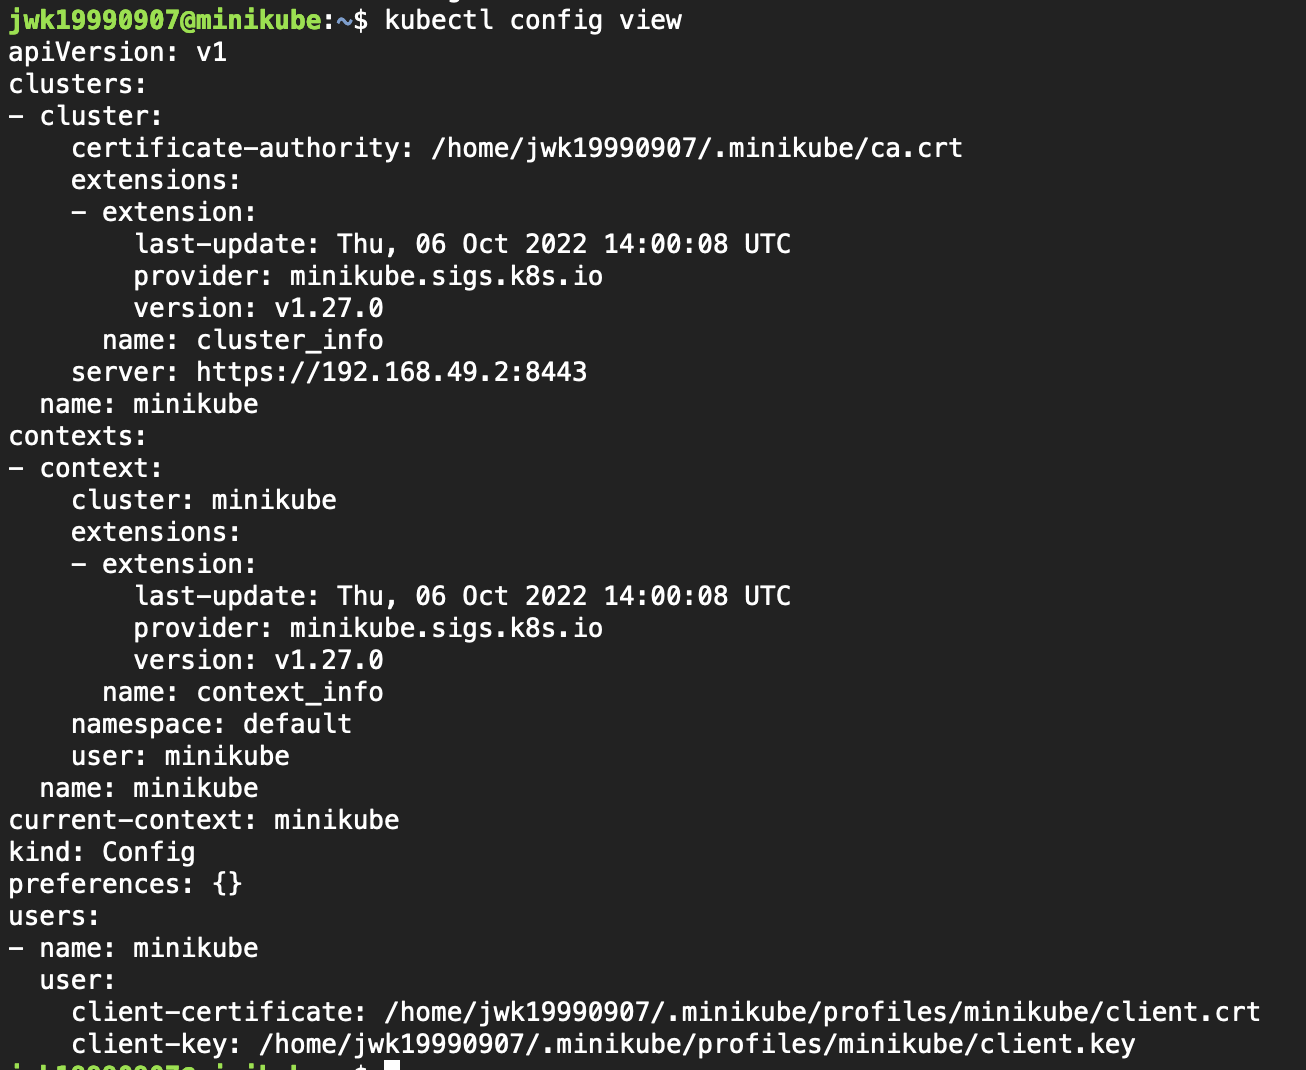 jwk19990907@minikube:~$ kubectl config view
apiVersion: v1
clusters:
- cluster:
    certificate-authority: /home/jwk19990907/.minikube/ca.crt
    extensions:
    - extension:
        last-update: Thu, 06 Oct 2022 14:00:08 UTC
        provider: minikube.sigs.k8s.io
        version: v1.27.0
      name: cluster_info
    server: https://192.168.49.2:8443
  name: minikube
contexts:
- context:
    cluster: minikube
    extensions:
    - extension:
        last-update: Thu, 06 Oct 2022 14:00:08 UTC
        provider: minikube.sigs.k8s.io
        version: v1.27.0
      name: context_info
    namespace: default
    user: minikube
  name: minikube
current-context: minikube
kind: Config
preferences: {}
users:
- name: minikube
  user:
    client-certificate: /home/jwk19990907/.minikube/profiles/minikube/client.crt
    client-key: /home/jwk19990907/.minikube/profiles/minikube/client.key
jwk19990907@minikube:~$